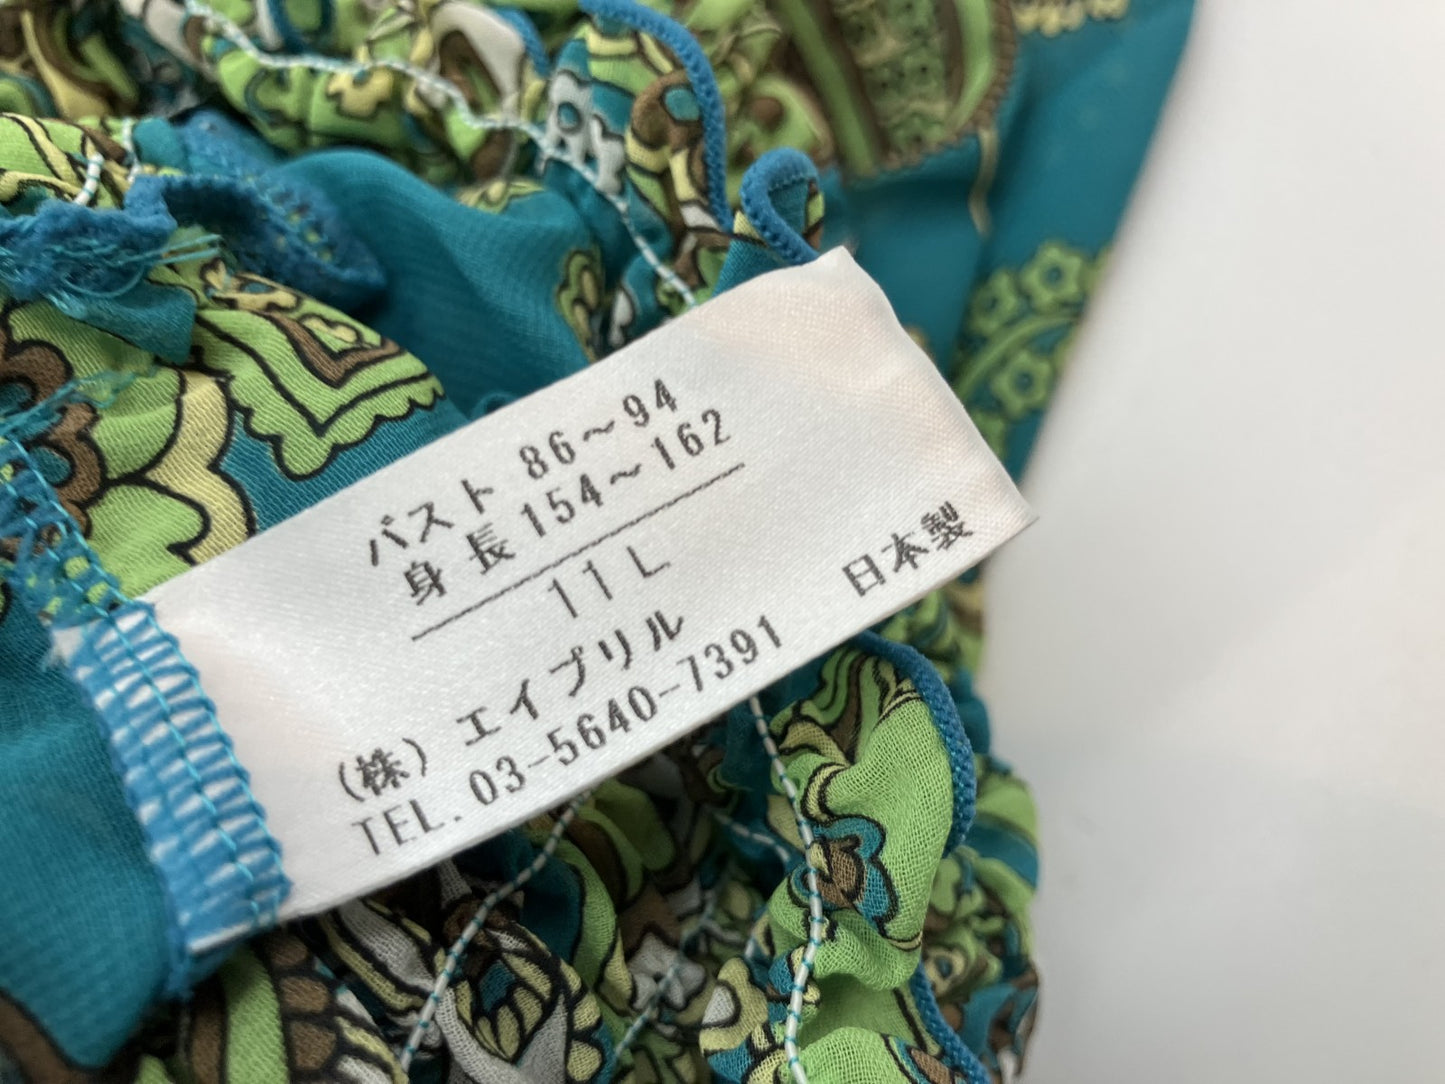 バスト 86～94
身長 154～162
11L
(株) エイプリル
TEL. 03-5640-7391
日本製